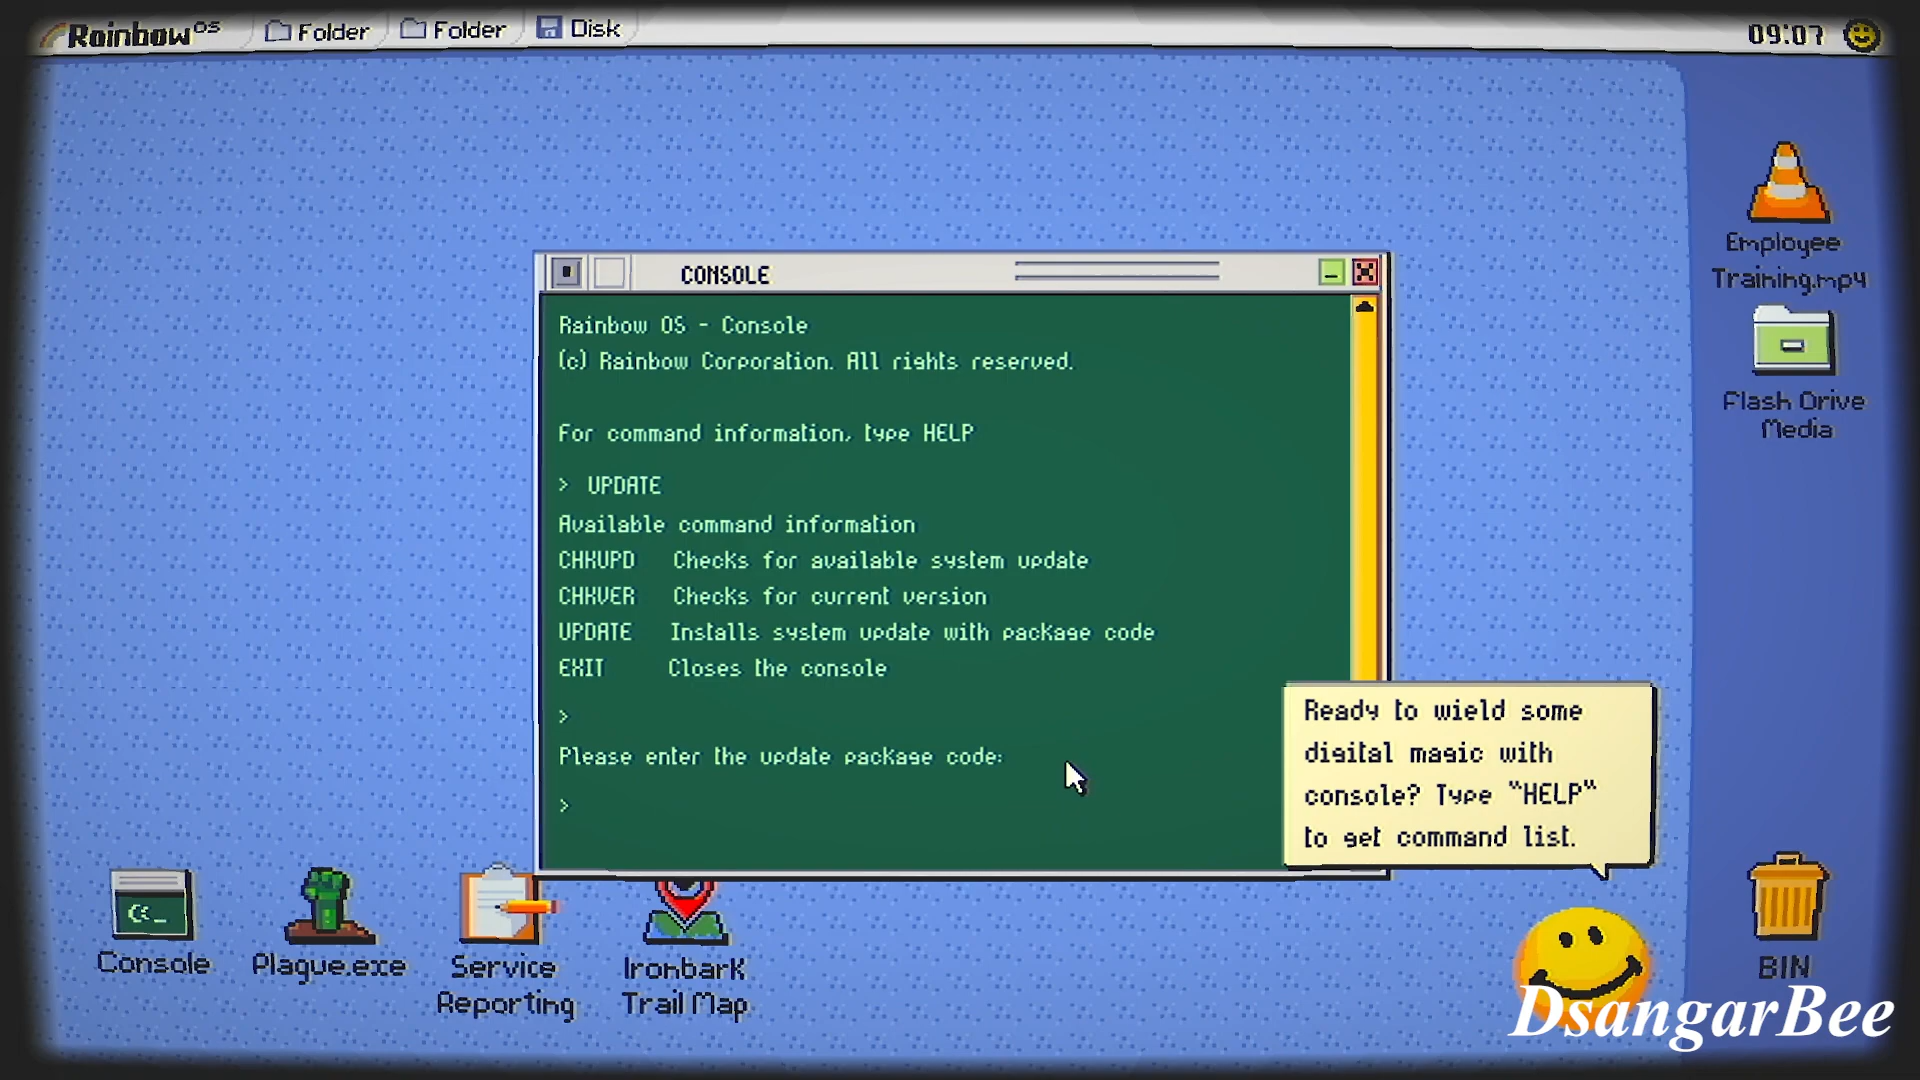 Rainbow OS
Folder
Folder
Disk
09:07
Employee
Training.mp4
Flash Drive
Media
CONSOLE
Rainbow OS - Console
(c) Rainbow Corporation. All rights reserved.
For command information, type HELP
> UPDATE
Available command information
CHKUPD Checks for available system update
CHKVER Checks for current version
UPDATE Installs system update with package code
EXIT Closes the console
>
Please enter the update package code:
>
Ready to wield some
digital magic with
console? Type "HELP"
to get command list.
Console
Plague.exe
Service
Reporting
Ironbark
Trail Map
BIN
DsangarBee